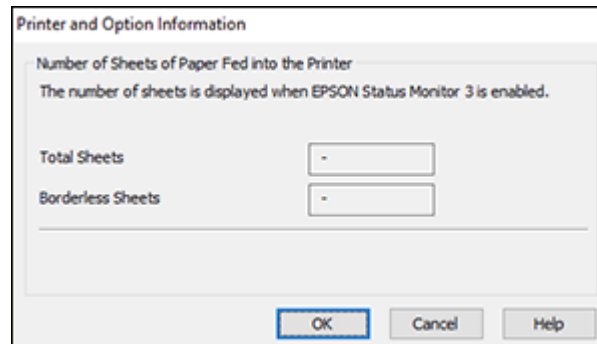 Printer and Option Information
Number of Sheets of Paper Fed into the Printer
The number of sheets is displayed when EPSON Status Monitor 3 is enabled.
Total Sheets -
Borderless Sheets -
OK Cancel Help